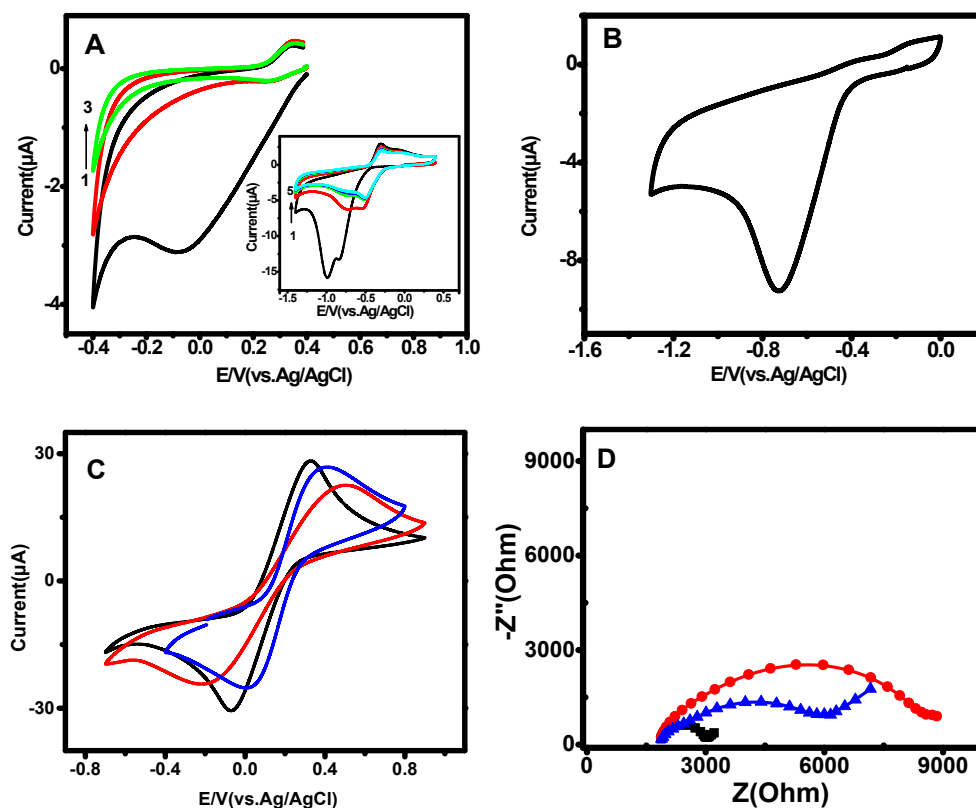 A
0
-2
-4
Current(μA)
3
1
-0.4 -0.2 0.0 0.2 0.4 0.6 0.8 1.0
E/V(vs.Ag/AgCl)
0
-5
-10
-15
Current(μA)
5
1
-1.5 -1.0 -0.5 0.0 0.5
E/V(vs.Ag/AgCl)
B
0
-4
-8
Current(μA)
-1.6 -1.2 -0.8 -0.4 0.0
E/V(vs.Ag/AgCl)
C
30
0
-30
Current(μA)
-0.8 -0.4 0.0 0.4 0.8
E/V(vs.Ag/AgCl)
D
9000
6000
3000
0
-Z"(Ohm)
0 3000 6000 9000
Z(Ohm)